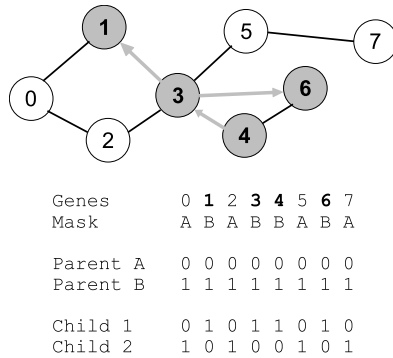 1
5
7
0
3
6
2
4
Genes 0 1 2 3 4 5 6 7
Mask A B A B B A B A
Parent A 0 0 0 0 0 0 0 0
Parent B 1 1 1 1 1 1 1 1
Child 1 0 1 0 1 1 0 1 0
Child 2 1 0 1 0 0 1 0 1